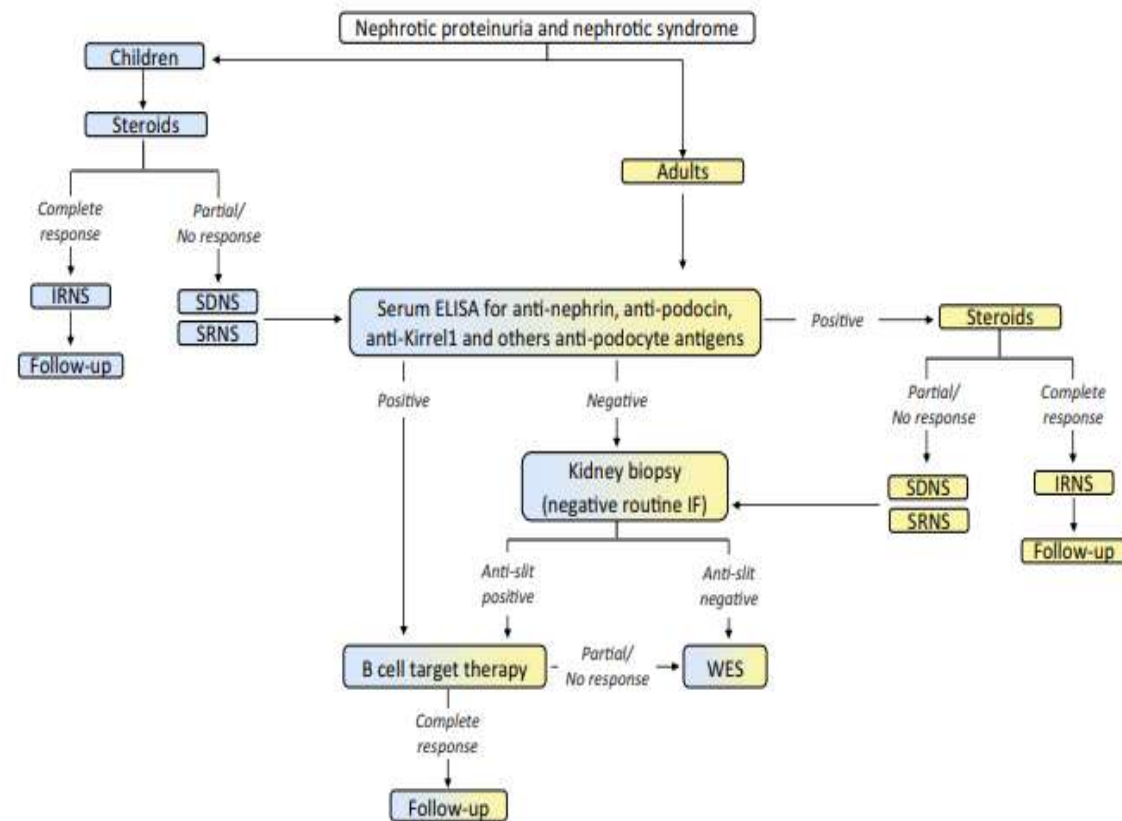 Nephrotic proteinuria and nephrotic syndrome
Children
Steroids
Adults
Complete
response
Partial/
No response
IRNS
SDNS
SRNS
Follow-up
Serum ELISA for anti-nephrin, anti-podocin,
anti-Kirrel1 and others anti-podocyte antigens
Positive
Steroids
Positive
Negative
Partial/
No response
Complete
response
Kidney biopsy
(negative routine IF)
SDNS
SRNS
IRNS
Follow-up
Anti-slit
positive
Anti-slit
negative
B cell target therapy
Partial/
No response
WES
Complete
response
Follow-up